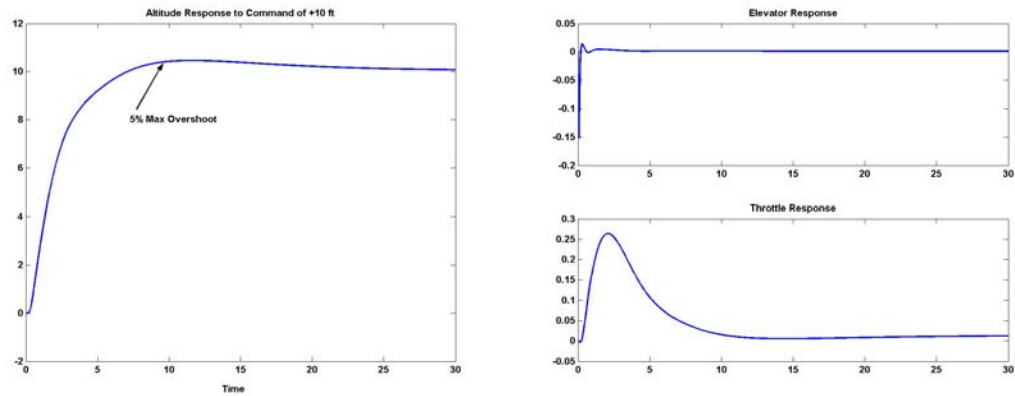 Altitude Response to Command of +10 ft
12
10
8
6
4
2
0
-2
5% Max Overshoot
0 5 10 15 20 25 30
Time
Elevator Response
0.05
0
-0.05
-0.1
-0.15
-0.2
0 5 10 15 20 25 30
Throttle Response
0.3
0.25
0.2
0.15
0.1
0.05
0
-0.05
0 5 10 15 20 25 30